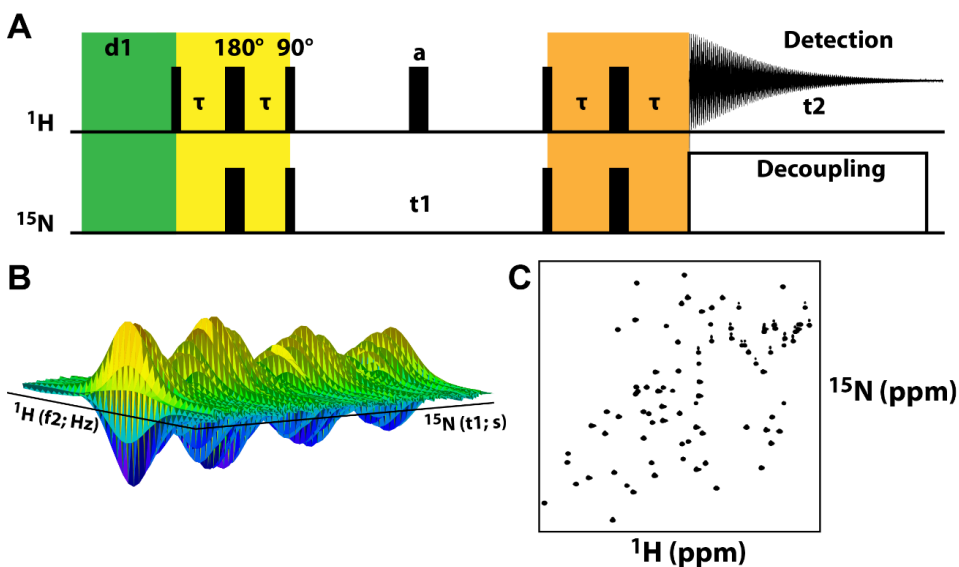 A
d1
180° 90°
a
Detection
τ
τ
τ
τ
t2
¹H
Decoupling
t1
¹⁵N
B
C
¹H (f2; Hz)
¹⁵N (t1; s)
¹⁵N (ppm)
¹H (ppm)